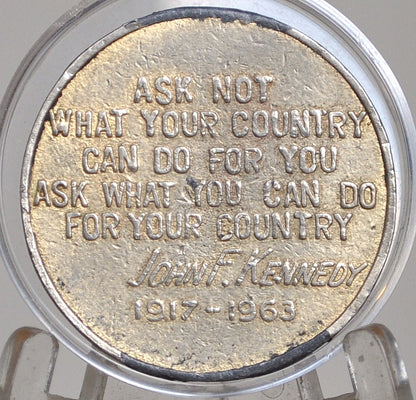 ASK NOT
WHAT YOUR COUNTRY
CAN DO FOR YOU
ASK WHAT YOU CAN DO
FOR YOUR COUNTRY
JOHN F. KENNEDY
1917-1963